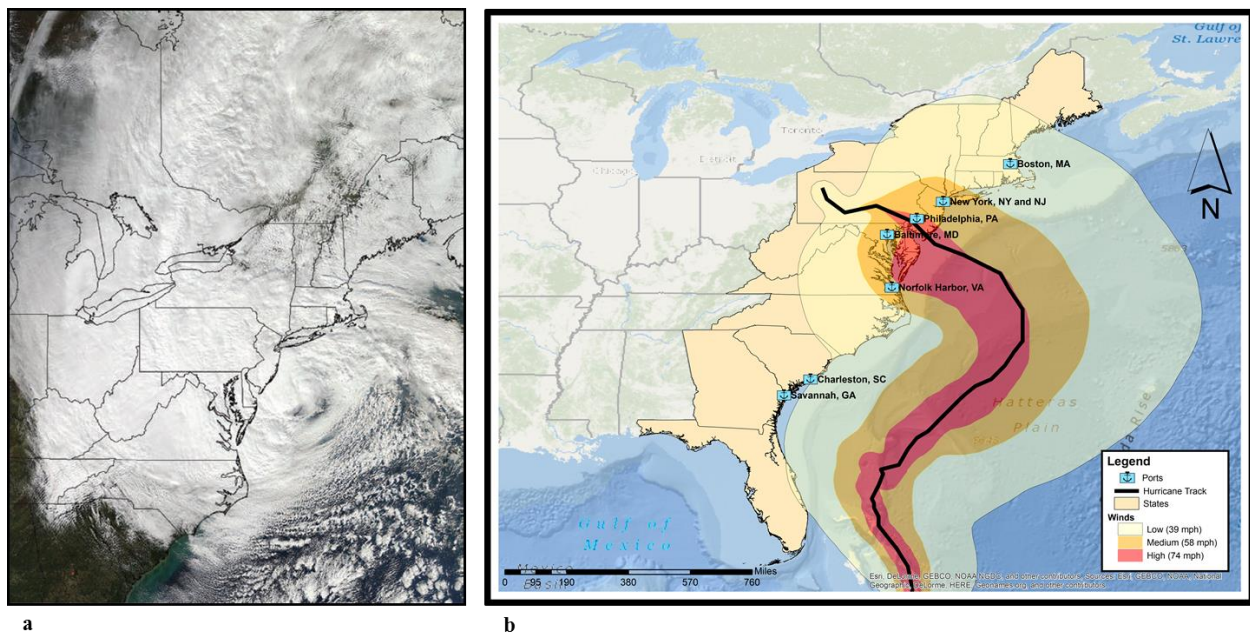 Gulf of
St. Lawre
Toronto
Detroit
Chicago
Boston, MA
New York, NY and NJ
Philadelphia, PA
Baltimore, MD
Norfolk Harbor, VA
N
Charleston, SC
Savannah, GA
Hatteras
Plain
Gulf of
Mexico
Legend
Ports
Hurricane Track
States
Winds
Low (39 mph)
Medium (58 mph)
High (74 mph)
Miles
0 95 190 380 570 760
a
b